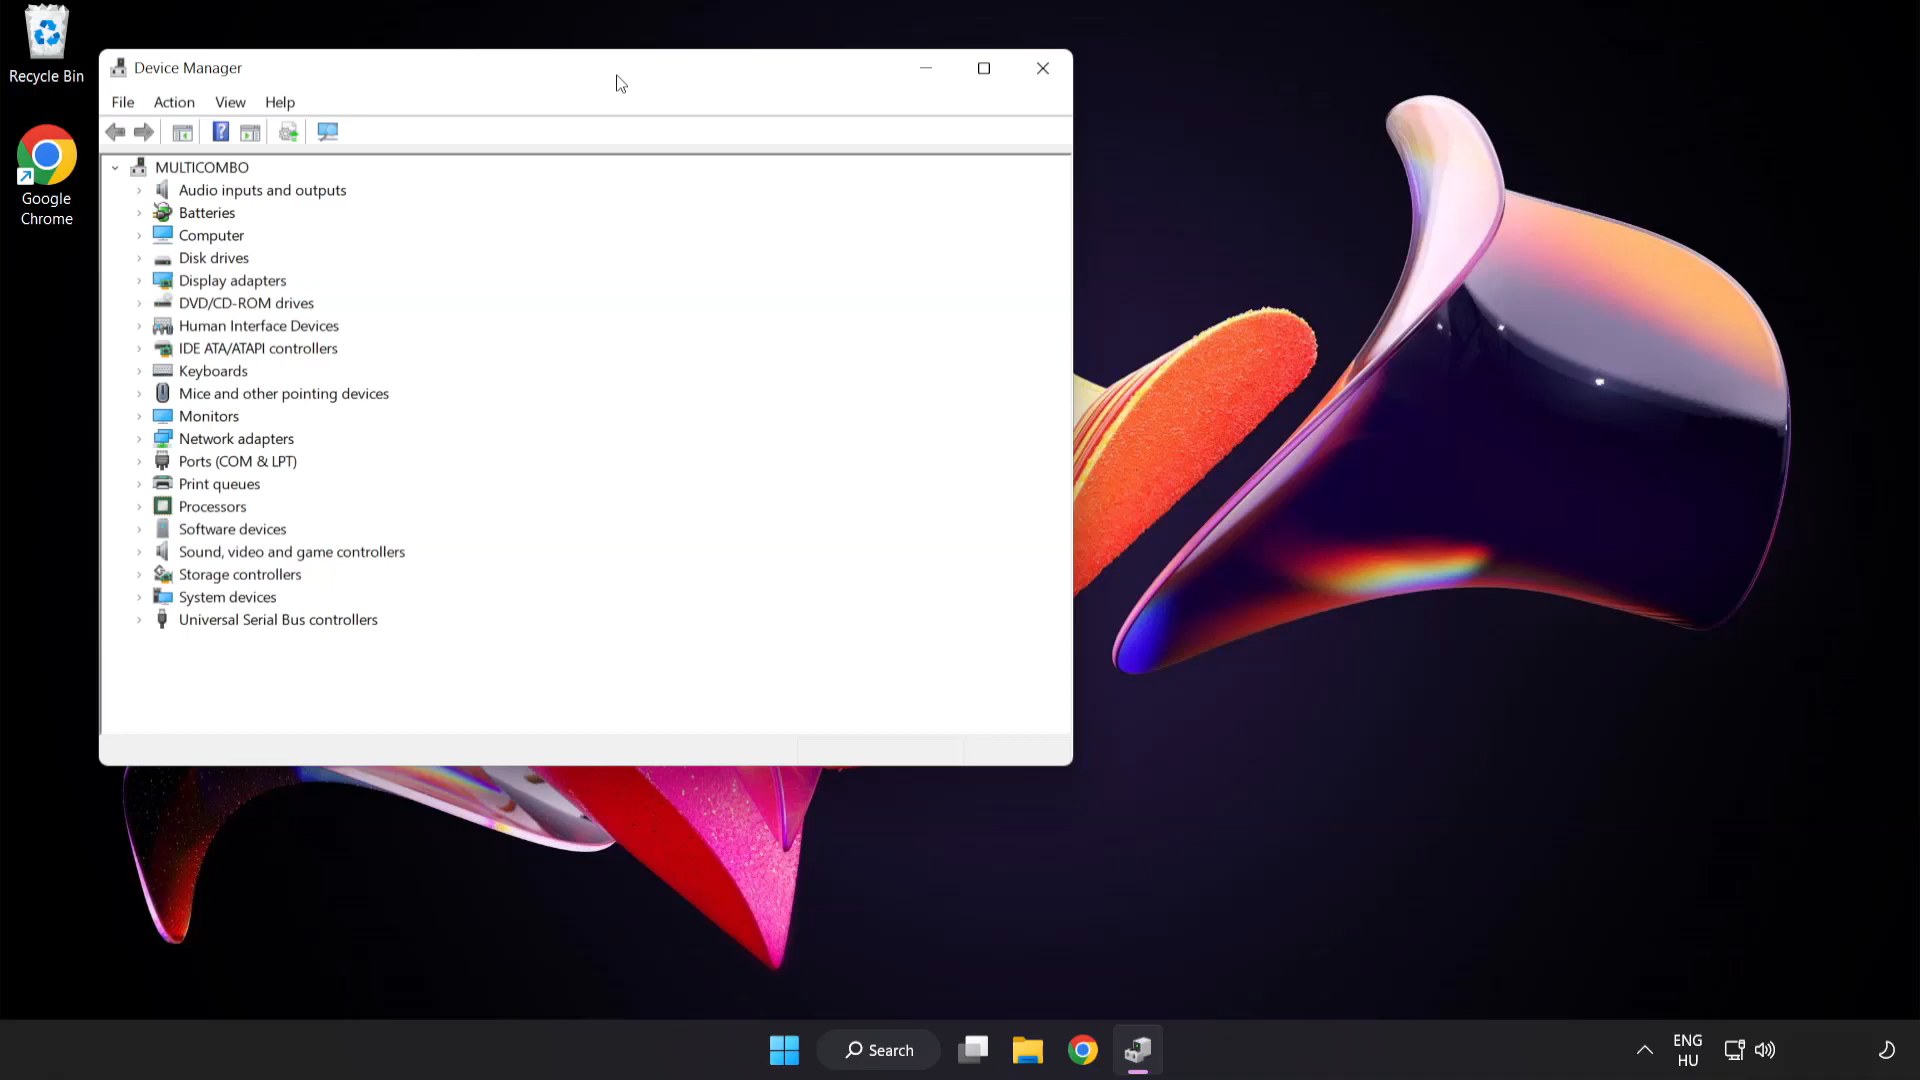 Recycle Bin
Google
Chrome
Device Manager
File Action View Help
MULTICOMBO
Audio inputs and outputs
Batteries
Computer
Disk drives
Display adapters
DVD/CD-ROM drives
Human Interface Devices
IDE ATA/ATAPI controllers
Keyboards
Mice and other pointing devices
Monitors
Network adapters
Ports (COM & LPT)
Print queues
Processors
Software devices
Sound, video and game controllers
Storage controllers
System devices
Universal Serial Bus controllers
Search
ENG
HU